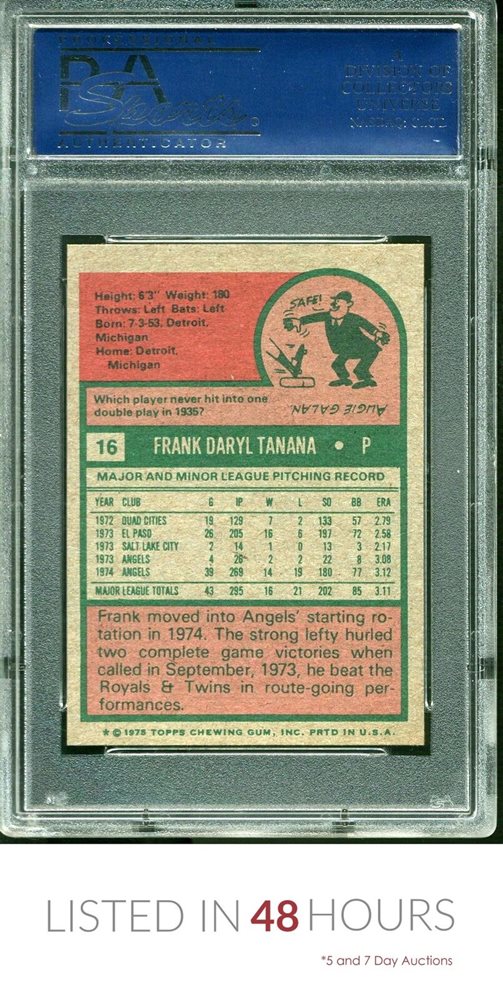 PROFESSIONAL
PSA
Sports
AUTHENTICATOR
A
DIVISION OF
COLLECTORS
UNIVERSE
NASDAQ: CLCT
Height: 6'3" Weight: 180
Throws: Left Bats: Left
Born: 7-3-53, Detroit,
Michigan
Home: Detroit,
Michigan
SAFE!
Which player never hit into one
double play in 1935?
AUGIE GALAN
16 FRANK DARYL TANANA • P
MAJOR AND MINOR LEAGUE PITCHING RECORD
YEAR CLUB G IP W L SO BB ERA
1972 QUAD CITIES 19 129 7 2 133 57 2.79
1973 EL PASO 26 205 16 6 197 72 2.58
1973 SALT LAKE CITY 2 14 1 0 13 3 2.17
1973 ANGELS 4 26 2 2 22 8 3.08
1974 ANGELS 39 269 14 19 180 77 3.12
MAJOR LEAGUE TOTALS 43 295 16 21 202 85 3.11
Frank moved into Angels' starting ro-
tation in 1974. The strong lefty hurled
two complete game victories when
called in September, 1973, he beat the
Royals & Twins in route-going per-
formances.
* © 1975 TOPPS CHEWING GUM, INC. PRTD IN U.S.A.
LISTED IN 48 HOURS
*5 and 7 Day Auctions